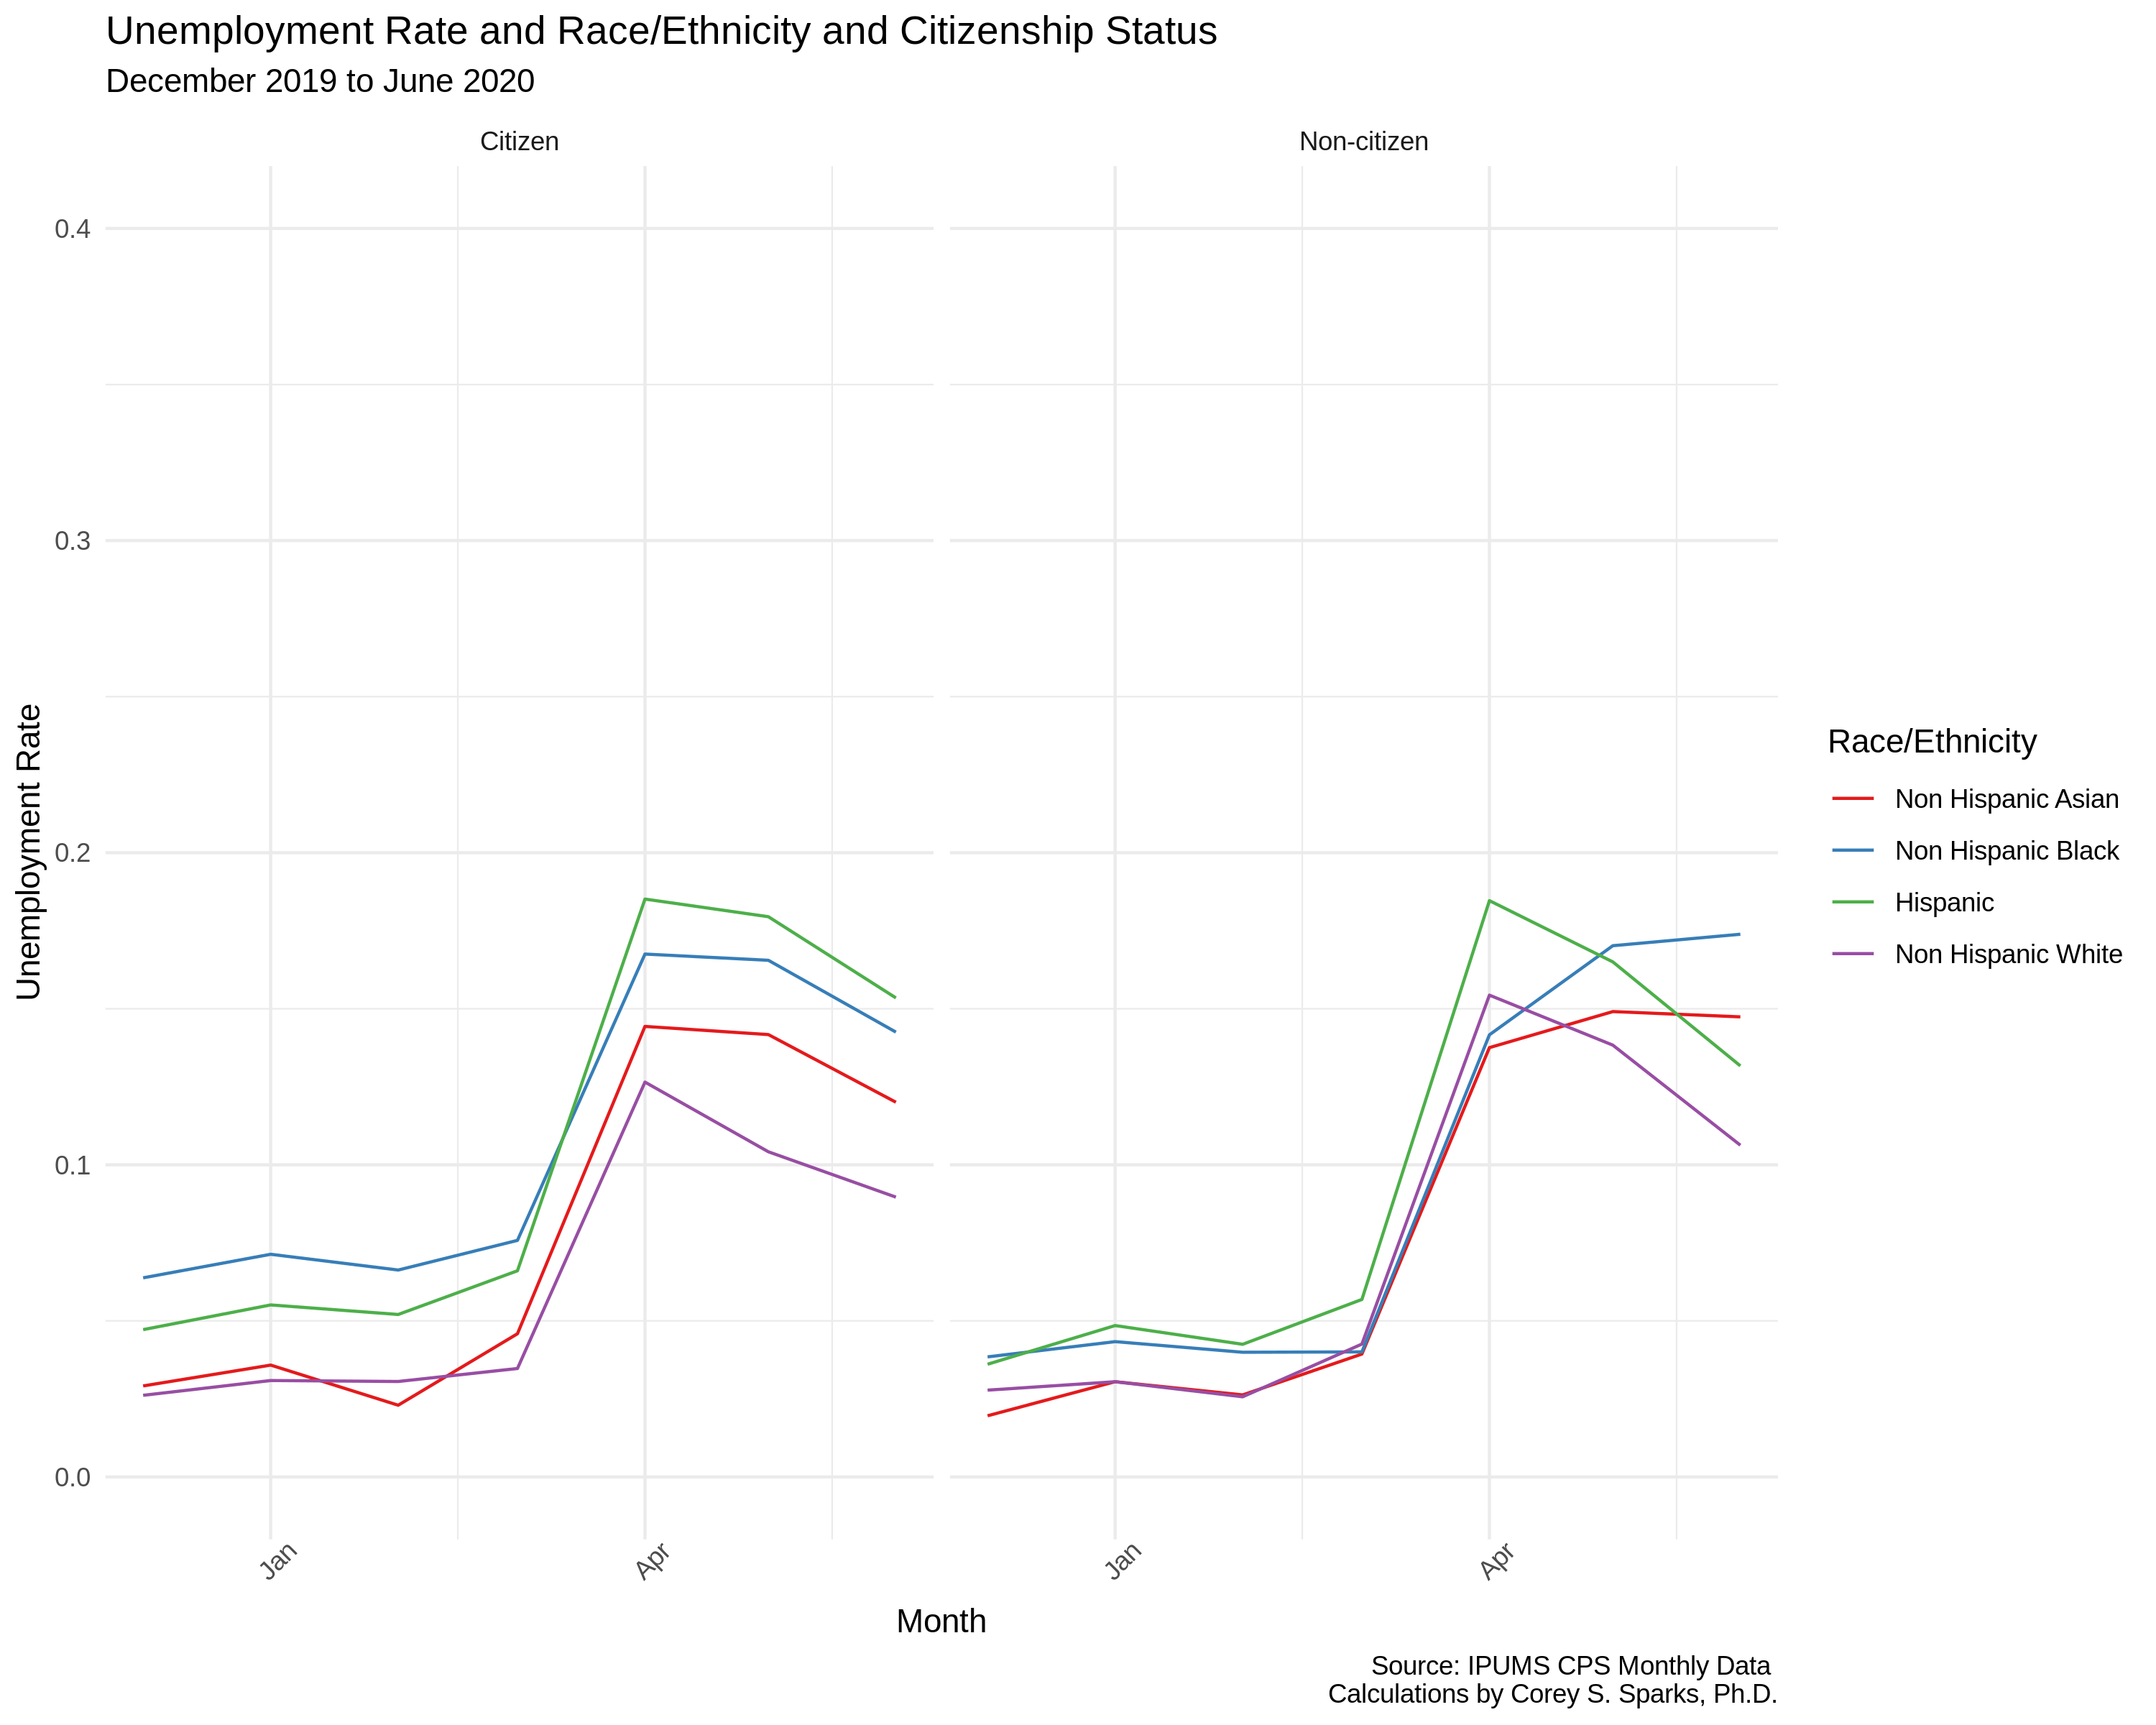 Unemployment Rate and Race/Ethnicity and Citizenship Status
December 2019 to June 2020
Citizen
Non-citizen
0.4
0.3
0.2
0.1
0.0
Unemployment Rate
Jan
Apr
Jan
Apr
Month
Race/Ethnicity
Non Hispanic Asian
Non Hispanic Black
Hispanic
Non Hispanic White
Source: IPUMS CPS Monthly Data
Calculations by Corey S. Sparks, Ph.D.